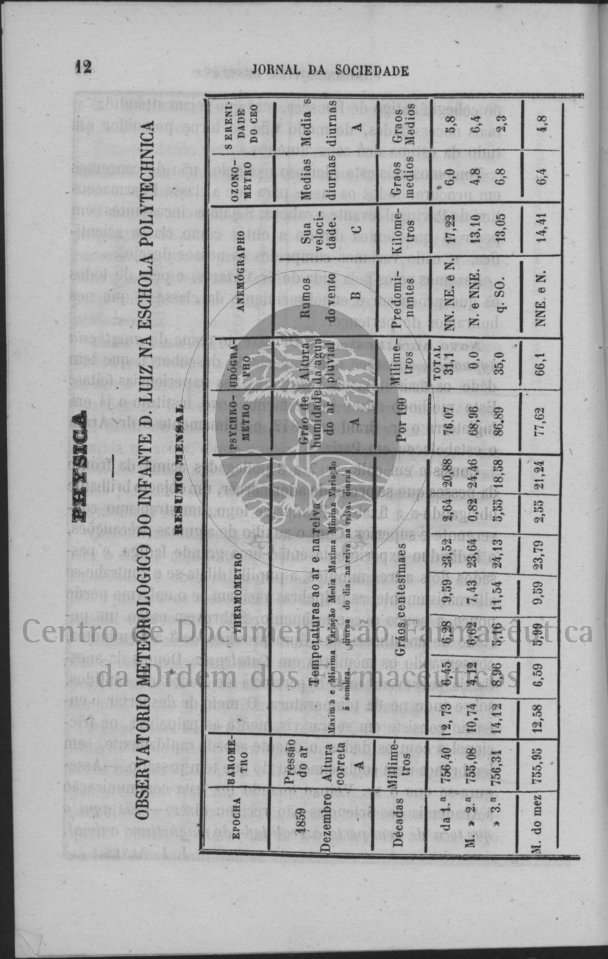 12
JORNAL DA SOCIEDADE
PHYSICA
OBSERVATORIO METEOROLOGICO DO INFANTE D. LUIZ NA ESCHOLA POLYTECHNICA
RESUMO MENSAL
EPOCHA | BAROMETRO | THERMOMETRO | PSYCHROMETRO | UDÓGRAPHO | ANEMÓGRAPHO | OZONOMETRO | SERENIDADE DO CEO
1859 Dezembro | Pressão do ar Altura correta A | Tempetaturas ao ar e na relva | Gráo de humidade do ar A | Altura da agua pluvial | Rumos do vento B | Sua velocidade. C | Medias diurnas | Media s diurnas A
Maxima e Minima Variação Media Maxima Minima Variação
á sombra. diurna do dia. na relva na relva. diurna
Décadas | Millimetros | Gráos centesimaes | Por 100 | Milimetros | Predominantes | Kilometros | Graos medios | Graos Medios
da 1.ª | 756,40 | 12,73 | 6,45 | 6,28 | 9,59 | 23,52 | 2,64 | 20,88 | 76,07 | TOTAL 31,1 | NN. NE. e N. | 17,22 | 6,0 | 5,8
M. » 2.ª | 755,08 | 10,74 | 4,12 | 6,62 | 7,43 | 23,64 | 0,82 | 24,46 | 68,96 | 0,0 | N. e NNE. | 13,10 | 4,8 | 6,4
» 3.ª | 756,31 | 14,12 | 8,96 | 5,16 | 11,54 | 24,13 | 5,55 | 18,58 | 86,89 | 35,0 | q. SO. | 13,05 | 6,8 | 2,3
M. do mez | 755,95 | 12,58 | 6,59 | 5,99 | 9,59 | 23,79 | 2,55 | 21,24 | 77,62 | 66,1 | NNE. e N. | 14,41 | 6,4 | 4,8
Centro de Documentação Farmacêutica
da Ordem dos Farmacêuticos